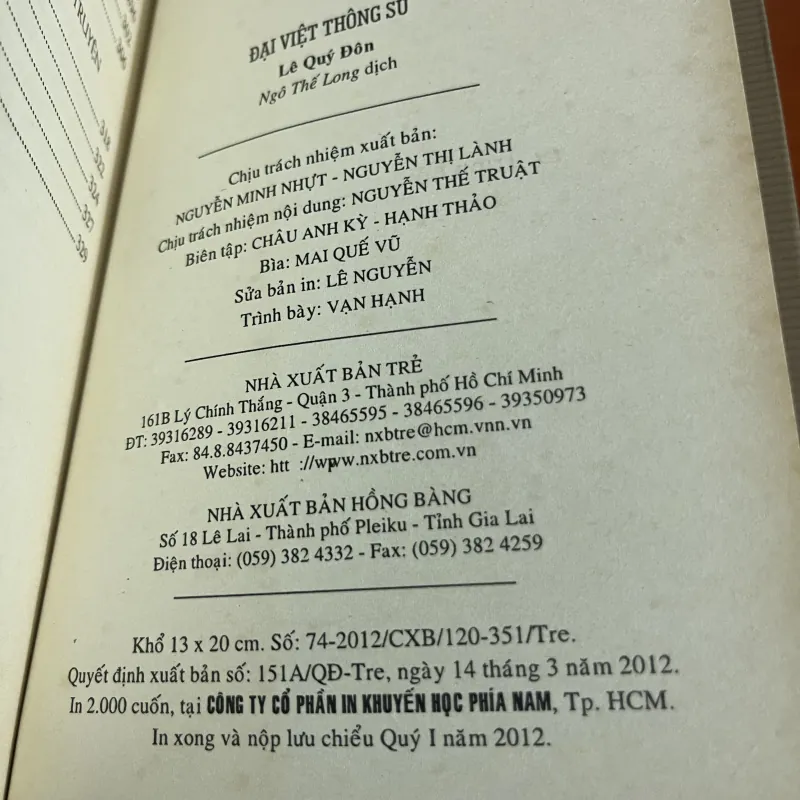 TRUYỆN
318
322
324
327
329
ĐẠI VIỆT THÔNG SỬ
Lê Quý Đôn
Ngô Thế Long dịch
Chịu trách nhiệm xuất bản:
NGUYỄN MINH NHỰT - NGUYỄN THỊ LÀNH
Chịu trách nhiệm nội dung: NGUYỄN THẾ TRUẬT
Biên tập: CHÂU ANH KỲ - HẠNH THẢO
Bìa: MAI QUẾ VŨ
Sửa bản in: LÊ NGUYỄN
Trình bày: VẠN HẠNH
NHÀ XUẤT BẢN TRẺ
161B Lý Chính Thắng - Quận 3 - Thành phố Hồ Chí Minh
ĐT: 39316289 - 39316211 - 38465595 - 38465596 - 39350973
Fax: 84.8.8437450 - E-mail: nxbtre@hcm.vnn.vn
Website: htt ://wpww.nxbtre.com.vn
NHÀ XUẤT BẢN HỒNG BÀNG
Số 18 Lê Lai - Thành phố Pleiku - Tỉnh Gia Lai
Điện thoại: (059) 382 4332 - Fax: (059) 382 4259
Khổ 13 x 20 cm. Số: 74-2012/CXB/120-351/Tre.
Quyết định xuất bản số: 151A/QĐ-Tre, ngày 14 tháng 3 năm 2012.
In 2.000 cuốn, tại CÔNG TY CỔ PHẦN IN KHUYẾN HỌC PHÍA NAM, Tp. HCM.
In xong và nộp lưu chiểu Quý I năm 2012.